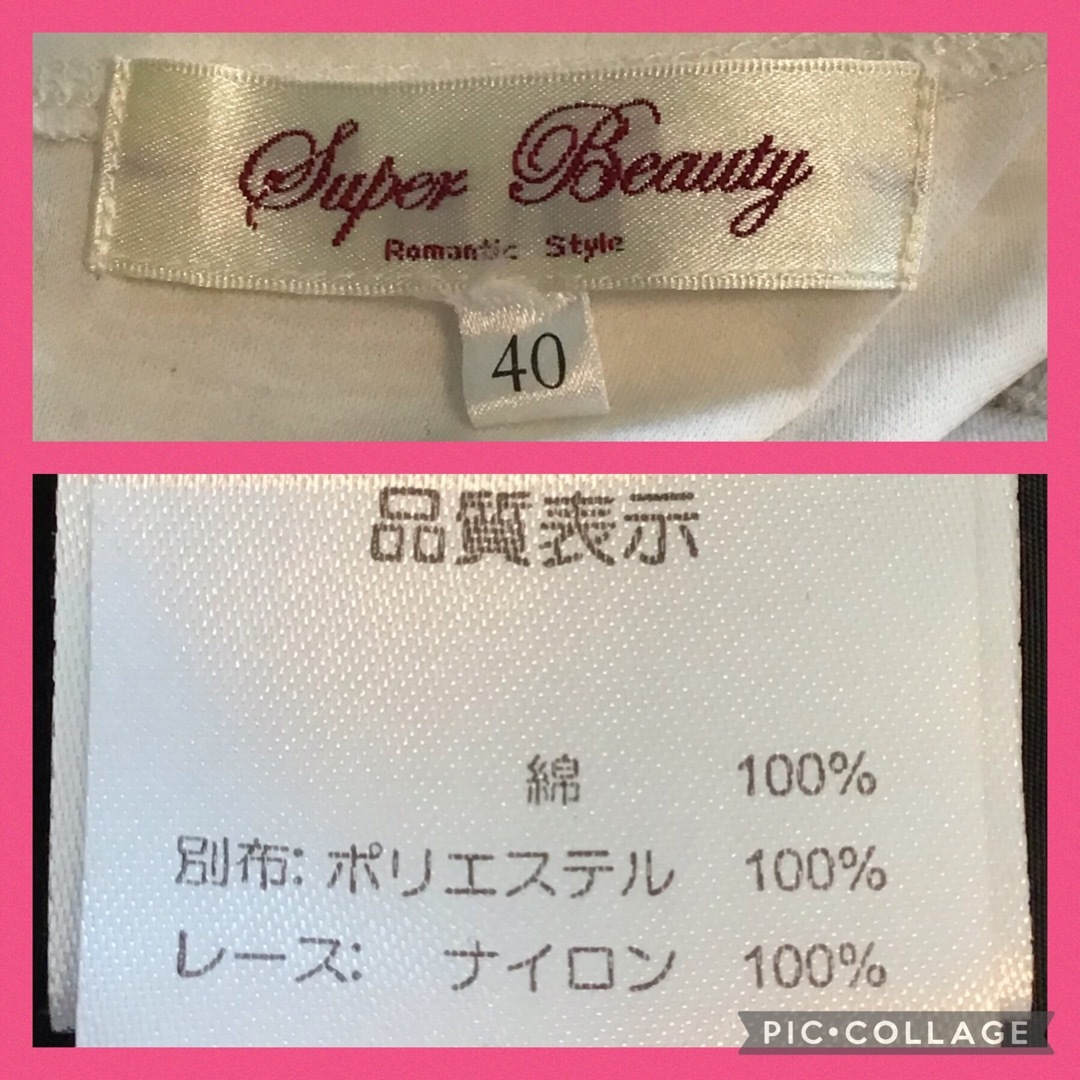 Super Beauty
Romantic Style
40
品質表示
綿 100%
別布: ポリエステル 100%
レース: ナイロン 100%
PIC•COLLAGE